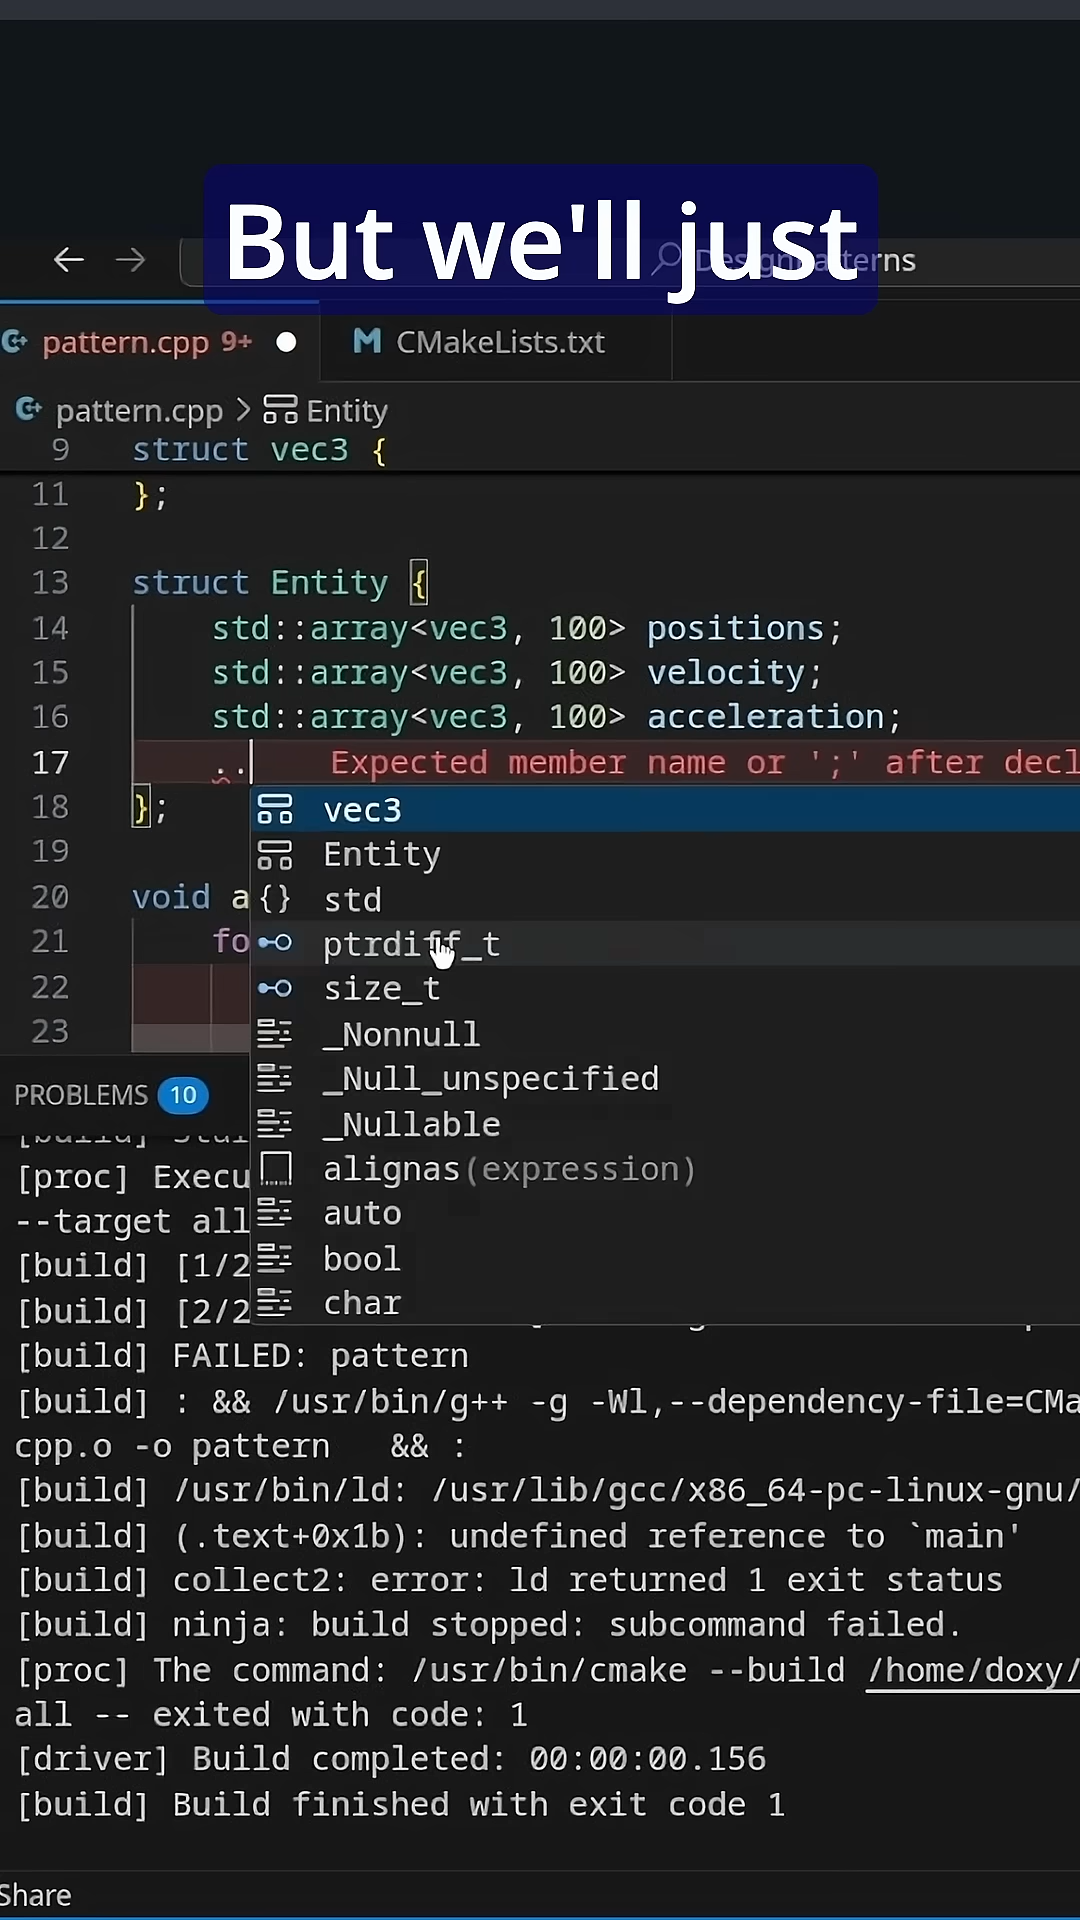 But we'll just
Design Patterns
pattern.cpp 9+ CMakeLists.txt
pattern.cpp > Entity
9 struct vec3 {
11 };
12
13 struct Entity {
14 std::array<vec3, 100> positions;
15 std::array<vec3, 100> velocity;
16 std::array<vec3, 100> acceleration;
17 .. Expected member name or ';' after decl
18 };
vec3
19 Entity
20 void a
std
21 fo
ptrdiff_t
22 size_t
23 _Nonnull
PROBLEMS 10 _Null_unspecified
_Nullable
[proc] Execu alignas(expression)
--target all auto
[build] [1/2 bool
[build] [2/2 char
[build] FAILED: pattern
[build] : && /usr/bin/g++ -g -Wl,--dependency-file=CMa
cpp.o -o pattern && :
[build] /usr/bin/ld: /usr/lib/gcc/x86_64-pc-linux-gnu/
[build] (.text+0x1b): undefined reference to `main'
[build] collect2: error: ld returned 1 exit status
[build] ninja: build stopped: subcommand failed.
[proc] The command: /usr/bin/cmake --build /home/doxy/
all -- exited with code: 1
[driver] Build completed: 00:00:00.156
[build] Build finished with exit code 1
Share